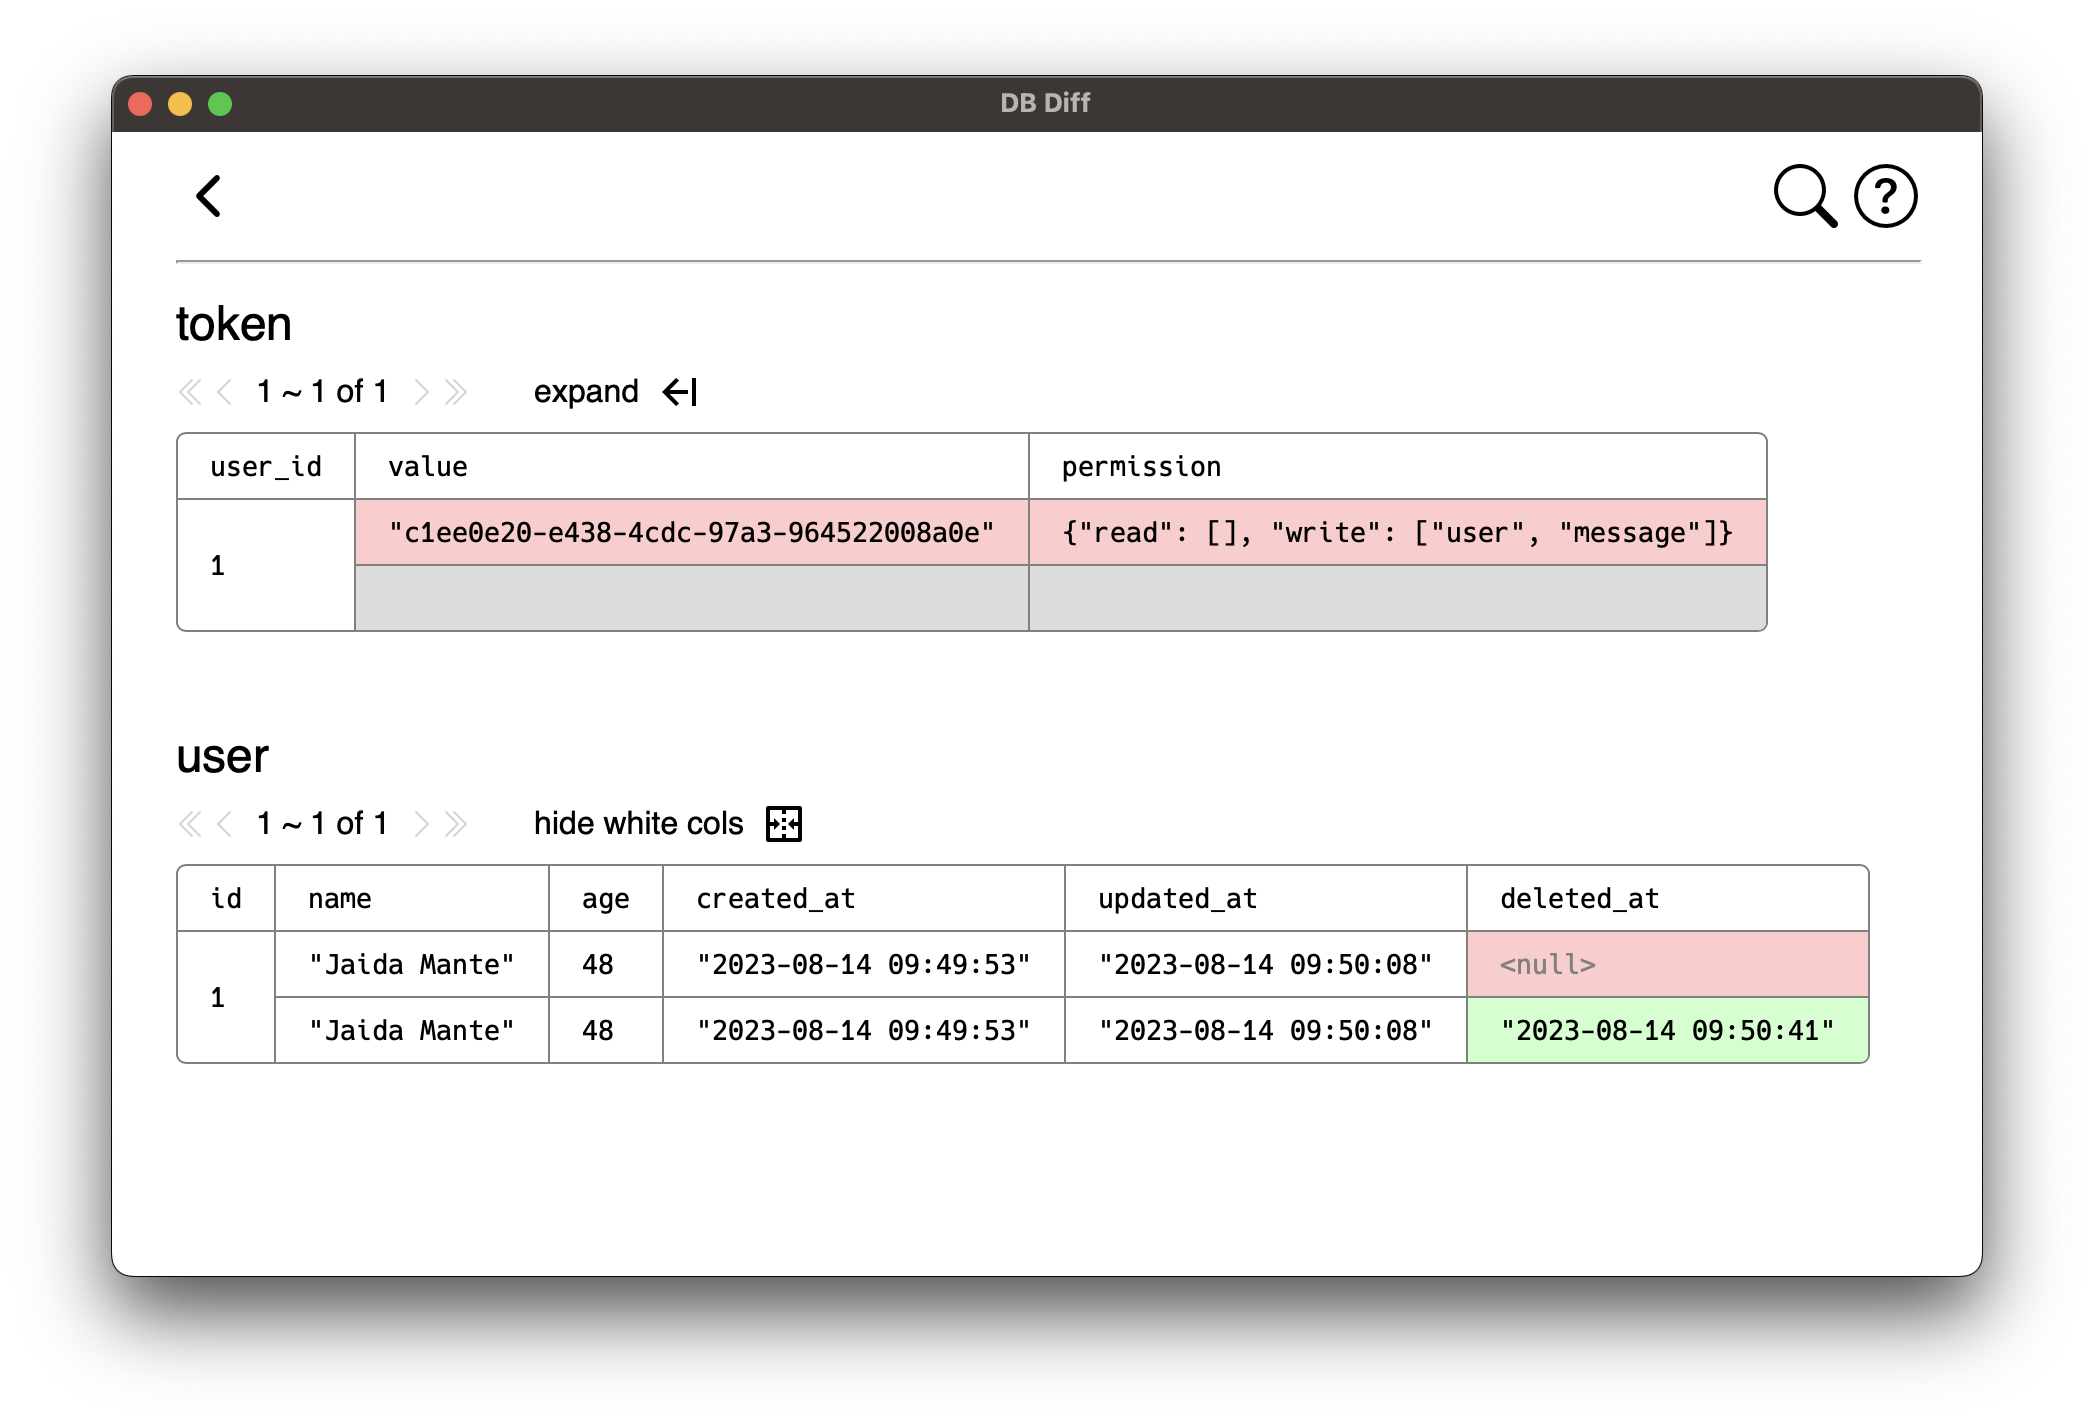 DB Diff
?
token
1 ~ 1 of 1 expand
user_id value permission
1 "c1ee0e20-e438-4cdc-97a3-964522008a0e" {"read": [], "write": ["user", "message"]}
user
1 ~ 1 of 1 hide white cols
id name age created_at updated_at deleted_at
1 "Jaida Mante" 48 "2023-08-14 09:49:53" "2023-08-14 09:50:08" <null>
"Jaida Mante" 48 "2023-08-14 09:49:53" "2023-08-14 09:50:08" "2023-08-14 09:50:41"